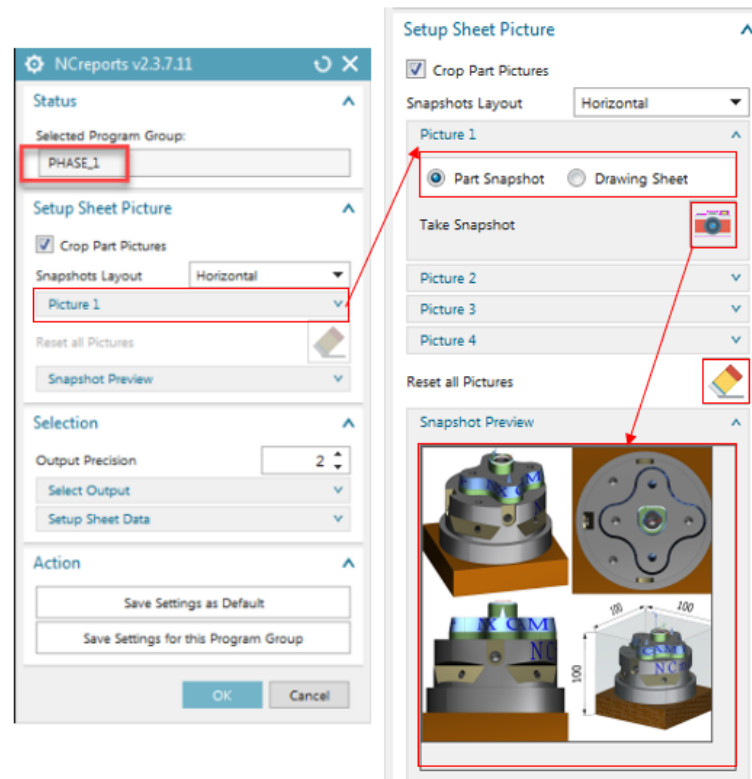 NCreports v2.3.7.11
Status
Selected Program Group:
PHASE_1
Setup Sheet Picture
Crop Part Pictures
Snapshots Layout Horizontal
Picture 1
Reset all Pictures
Snapshot Preview
Selection
Output Precision 2
Select Output
Setup Sheet Data
Action
Save Settings as Default
Save Settings for this Program Group
OK Cancel
Setup Sheet Picture
Crop Part Pictures
Snapshots Layout Horizontal
Picture 1
Part Snapshot Drawing Sheet
Take Snapshot
Picture 2
Picture 3
Picture 4
Reset all Pictures
Snapshot Preview
X C M
X C A M
NC
100 100
100
CAM
NC